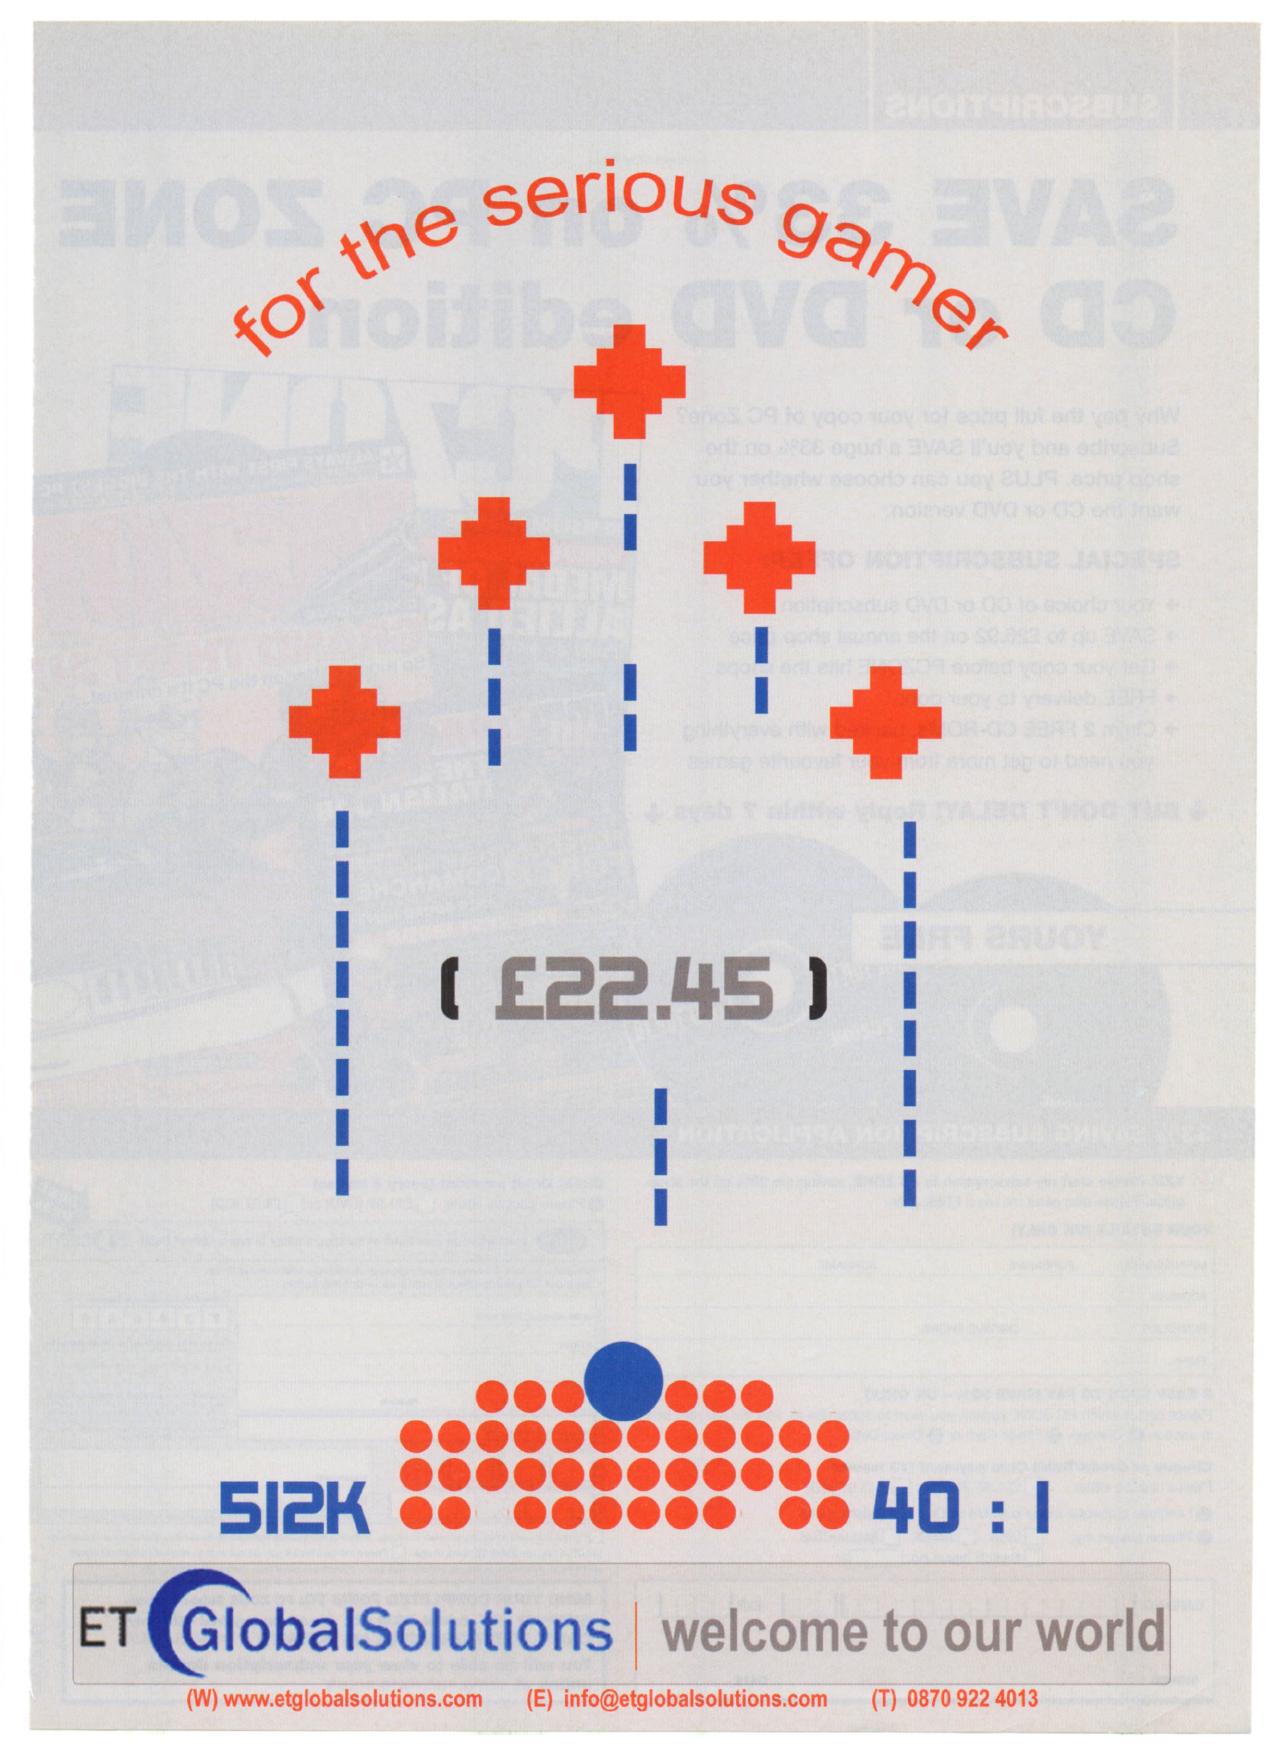 for the serious gamer
( £22.45 )
512K
40 : 1
ET GlobalSolutions | welcome to our world
(W) www.etglobalsolutions.com (E) info@etglobalsolutions.com (T) 0870 922 4013